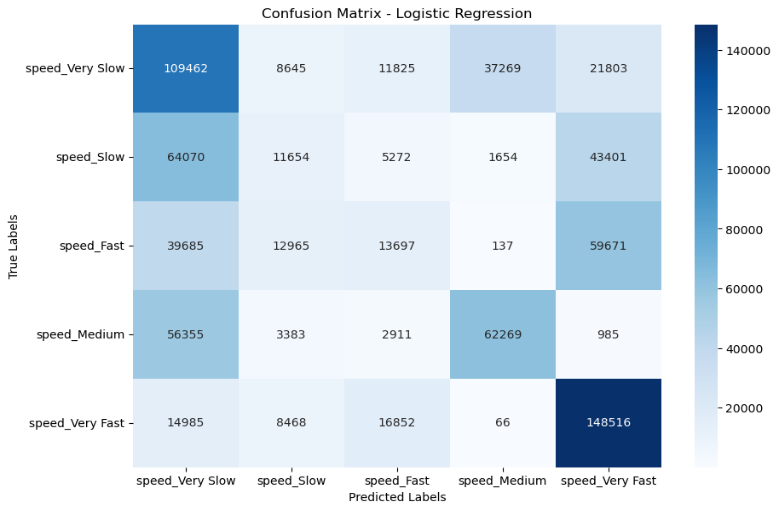 Confusion Matrix - Logistic Regression
True Labels
speed_Very Slow 109462 8645 11825 37269 21803
speed_Slow 64070 11654 5272 1654 43401
speed_Fast 39685 12965 13697 137 59671
speed_Medium 56355 3383 2911 62269 985
speed_Very Fast 14985 8468 16852 66 148516
speed_Very Slow speed_Slow speed_Fast speed_Medium speed_Very Fast
Predicted Labels
140000
120000
100000
80000
60000
40000
20000